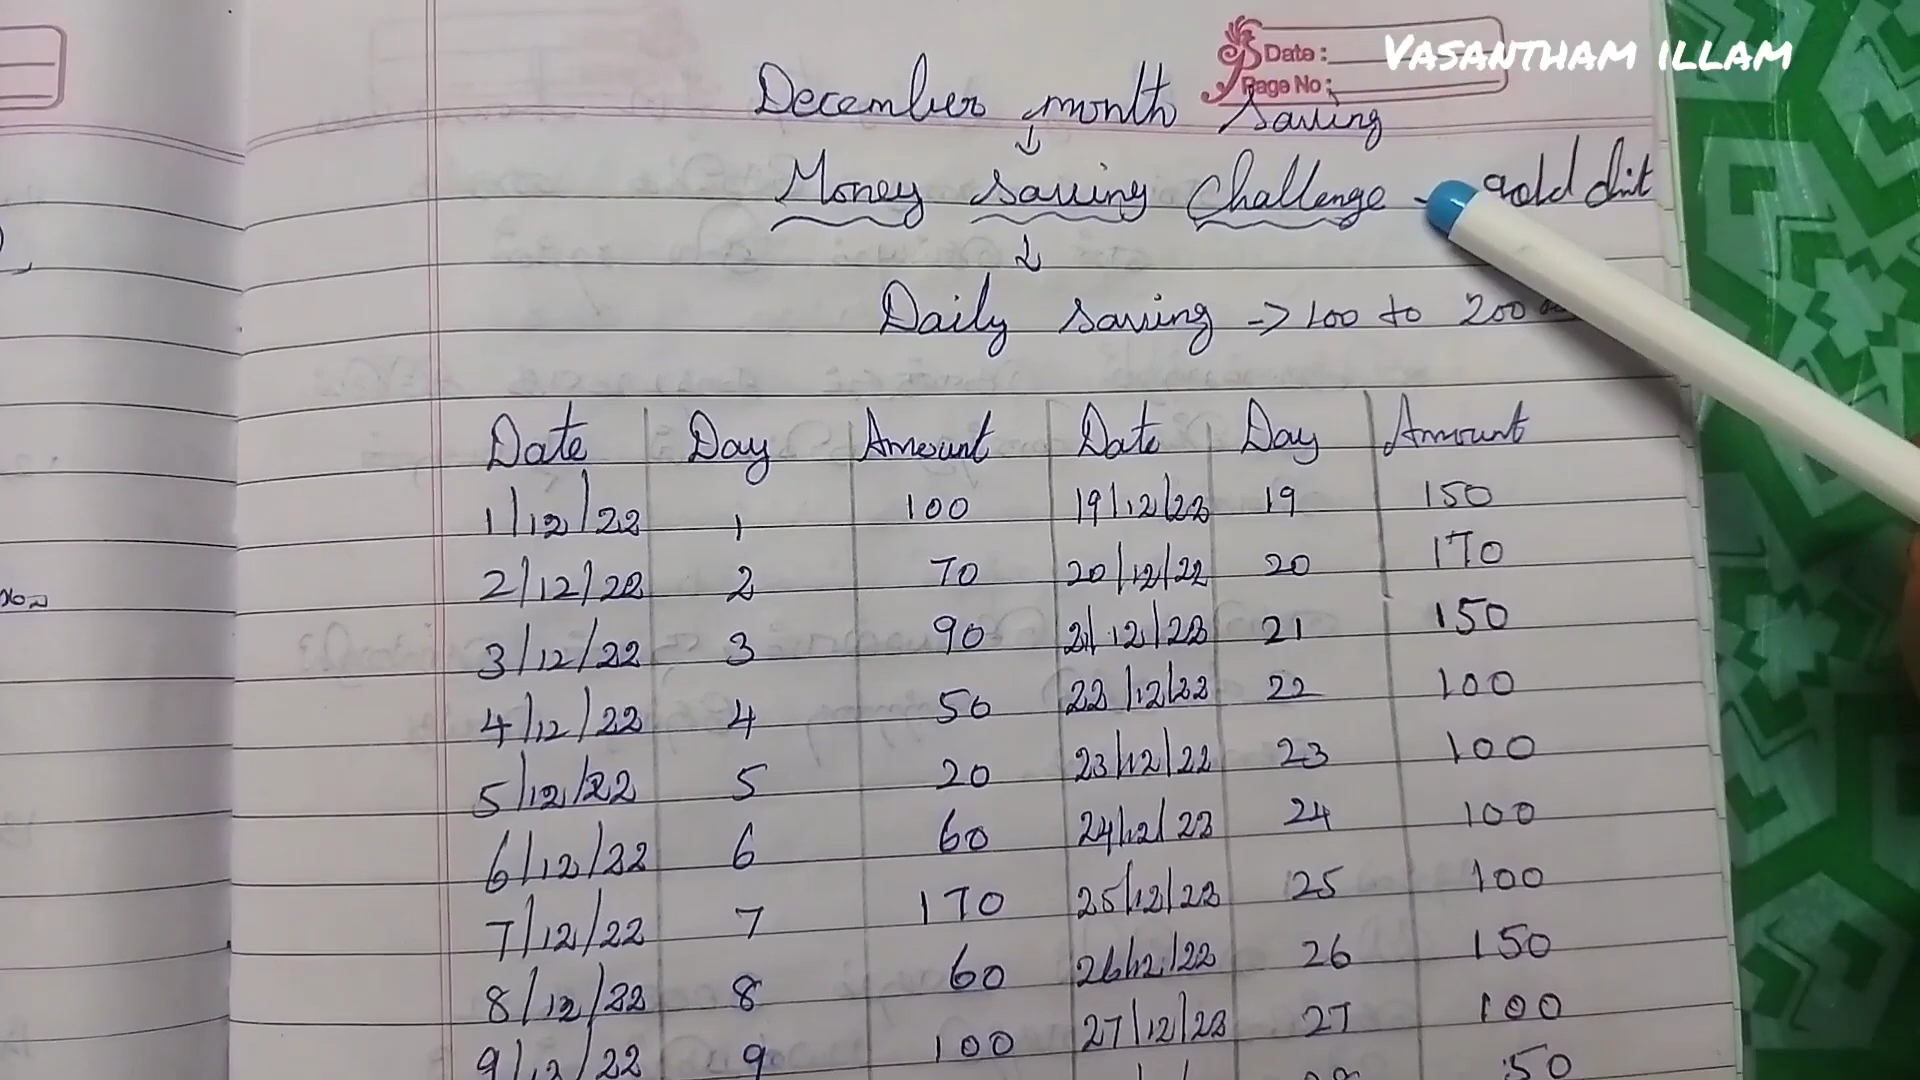 VASANTHAM ILLAM
Date :
Page No :
December month Saving
Money saving Challenge - gold chit
Daily saving -> 100 to 200
Date Day Amount Date Day Amount
1/12/22 1 100 19/12/22 19 150
2/12/22 2 70 20/12/22 20 170
3/12/22 3 90 21/12/22 21 150
4/12/22 4 50 22/12/22 22 100
5/12/22 5 20 23/12/22 23 100
6/12/22 6 60 24/12/22 24 100
7/12/22 7 170 25/12/22 25 100
8/12/22 8 60 26/12/22 26 150
9/12/22 9 100 27/12/22 27 100
50